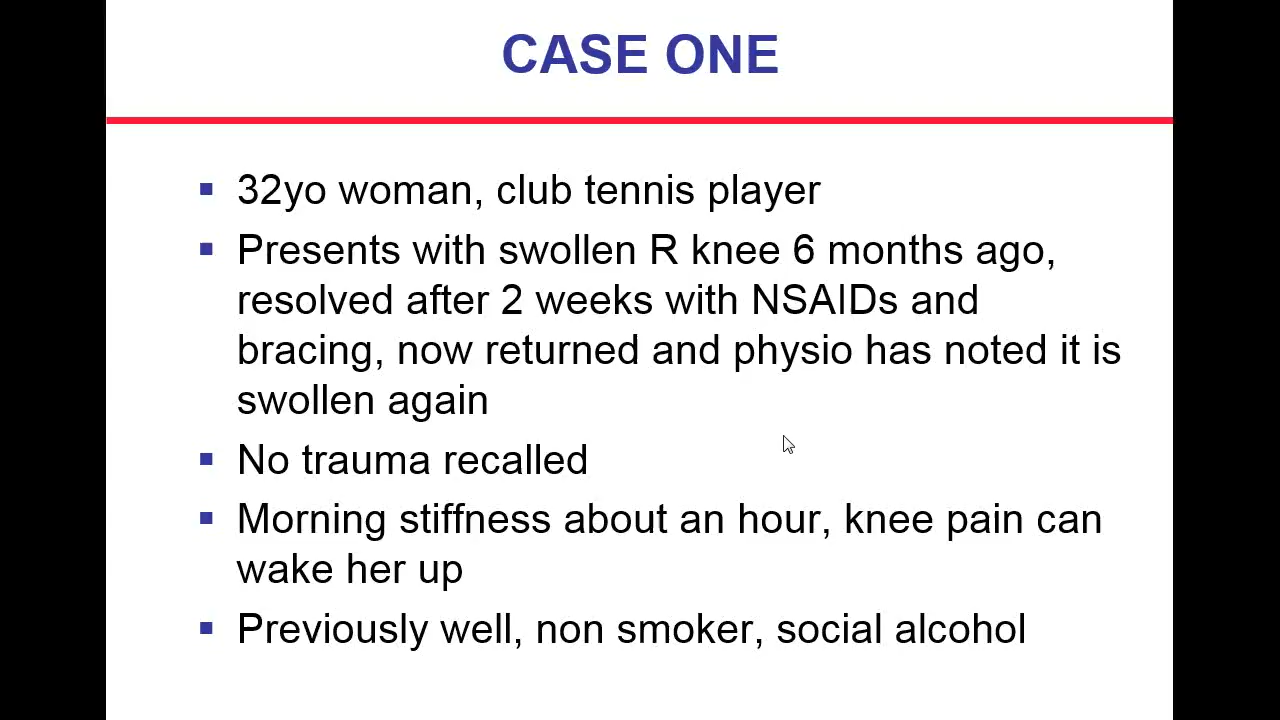 CASE ONE
32yo woman, club tennis player
Presents with swollen R knee 6 months ago,
resolved after 2 weeks with NSAIDs and
bracing, now returned and physio has noted it is
swollen again
No trauma recalled
Morning stiffness about an hour, knee pain can
wake her up
Previously well, non smoker, social alcohol